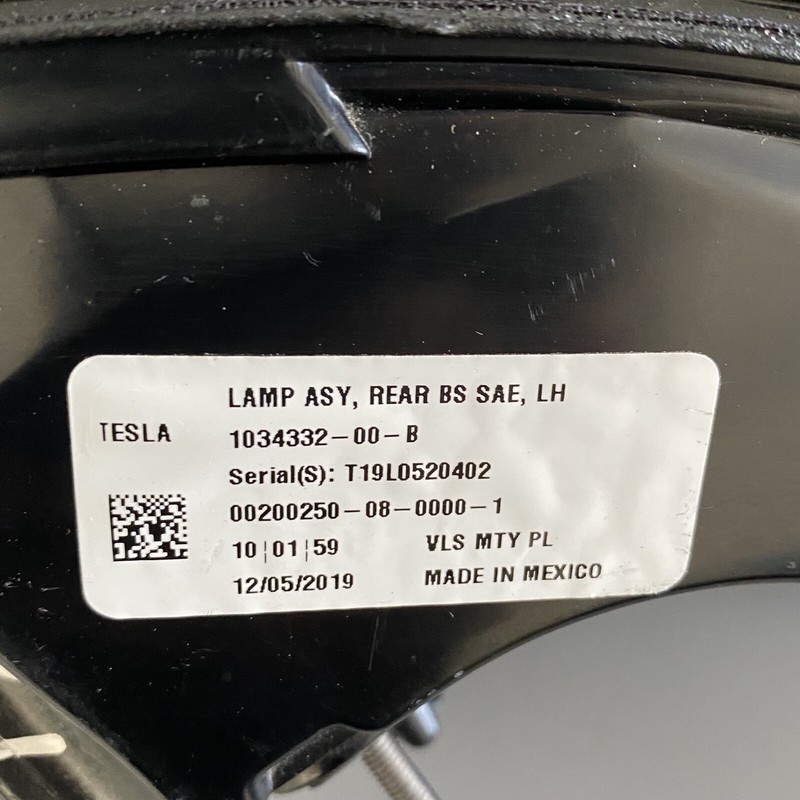 LAMP ASY, REAR BS SAE, LH
TESLA 1034332-00-B
Serial(S): T19L0520402
00200250-08-0000-1
10|01|59 VLS MTY PL
12/05/2019 MADE IN MEXICO